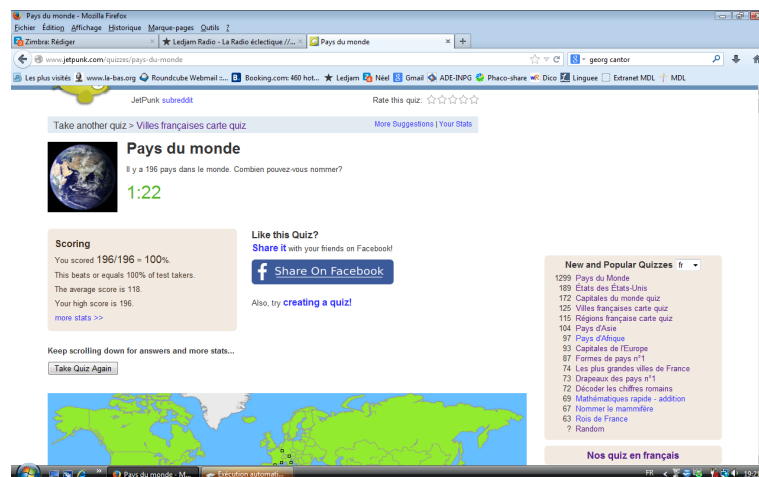 Pays du monde - Mozilla Firefox
Fichier Édition Affichage Historique Marque-pages Outils ?
Zimbra: Rédiger × ★ Ledjam Radio - La Radio éclectique //... × Pays du monde × +
www.jetpunk.com/quizzes/pays-du-monde georg cantor
Les plus visités www.la-bas.org Roundcube Webmail ::... Booking.com: 460 hot... Ledjam Néel Gmail ADE-INPG Phaco-share Dico Linguee Extranet MDL MDL
JetPunk subreddit Rate this quiz:
Take another quiz > Villes françaises carte quiz More Suggestions | Your Stats
Pays du monde
Il y a 196 pays dans le monde. Combien pouvez-vous nommer?
1:22
Scoring
You scored 196/196 = 100%.
This beats or equals 100% of test takers.
The average score is 118.
Your high score is 196.
more stats >>
Like this Quiz?
Share it with your friends on Facebook!
f Share On Facebook
Also, try creating a quiz!
Keep scrolling down for answers and more stats...
Take Quiz Again
New and Popular Quizzes fr
1299 Pays du Monde
189 États des États-Unis
172 Capitales du monde quiz
125 Villes françaises carte quiz
115 Régions française carte quiz
104 Pays d'Asie
97 Pays d'Afrique
93 Capitales de l'Europe
87 Formes de pays n°1
74 Les plus grandes villes de France
73 Drapeaux des pays n°1
72 Décoder les chiffres romains
69 Mathématiques rapide - addition
67 Nommer le mammifère
63 Rois de France
? Random
Nos quiz en français
Pays du monde - M... Exécution automati... FR